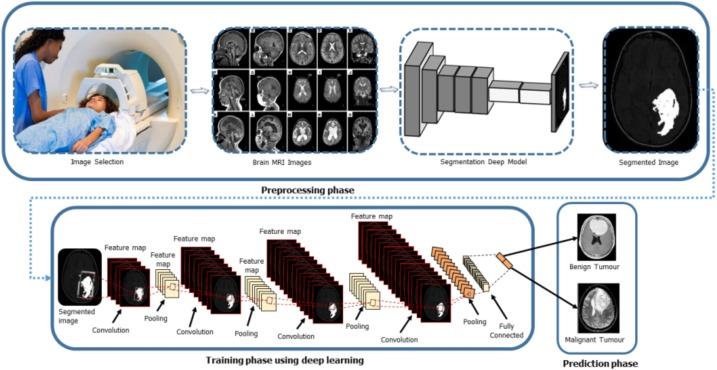 Image Selection
Brain MRI Images
Segmentation Deep Model
Segmented Image
Preprocessing phase
Segmented
image
Feature map
Convolution
Feature
map
Pooling
Feature map
Convolution
Feature
map
Pooling
Feature map
Convolution
Pooling
Feature map
Convolution
Pooling
Fully
Connected
Training phase using deep learning
Benign Tumour
Malignant Tumour
Prediction phase